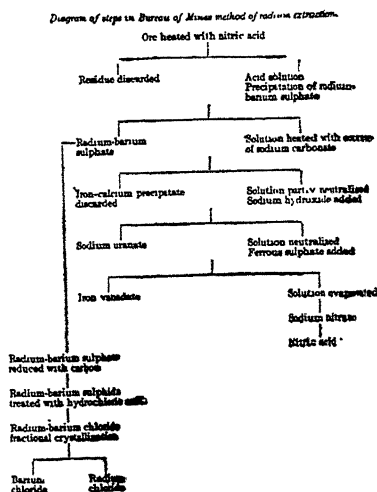 Diagram of steps in Bureau of Mines method of radium extraction.
Ore heated with nitric acid
Residue discarded
Acid solution
Precipitation of radium-
barium sulphate
Radium-barium
sulphate
Solution heated with excess
of sodium carbonate
Iron-calcium precipitate
discarded
Solution partly neutralised
Sodium hydroxide added
Sodium uranate
Solution neutralised
Ferrous sulphate added
Iron vanadate
Solution evaporated
Sodium nitrate
Nitric acid
Radium-barium sulphate
reduced with carbon
Radium-barium sulphide
treated with hydrochloric acid
Radium-barium chloride
fractional crystallization
Barium
chloride
Radium
chloride